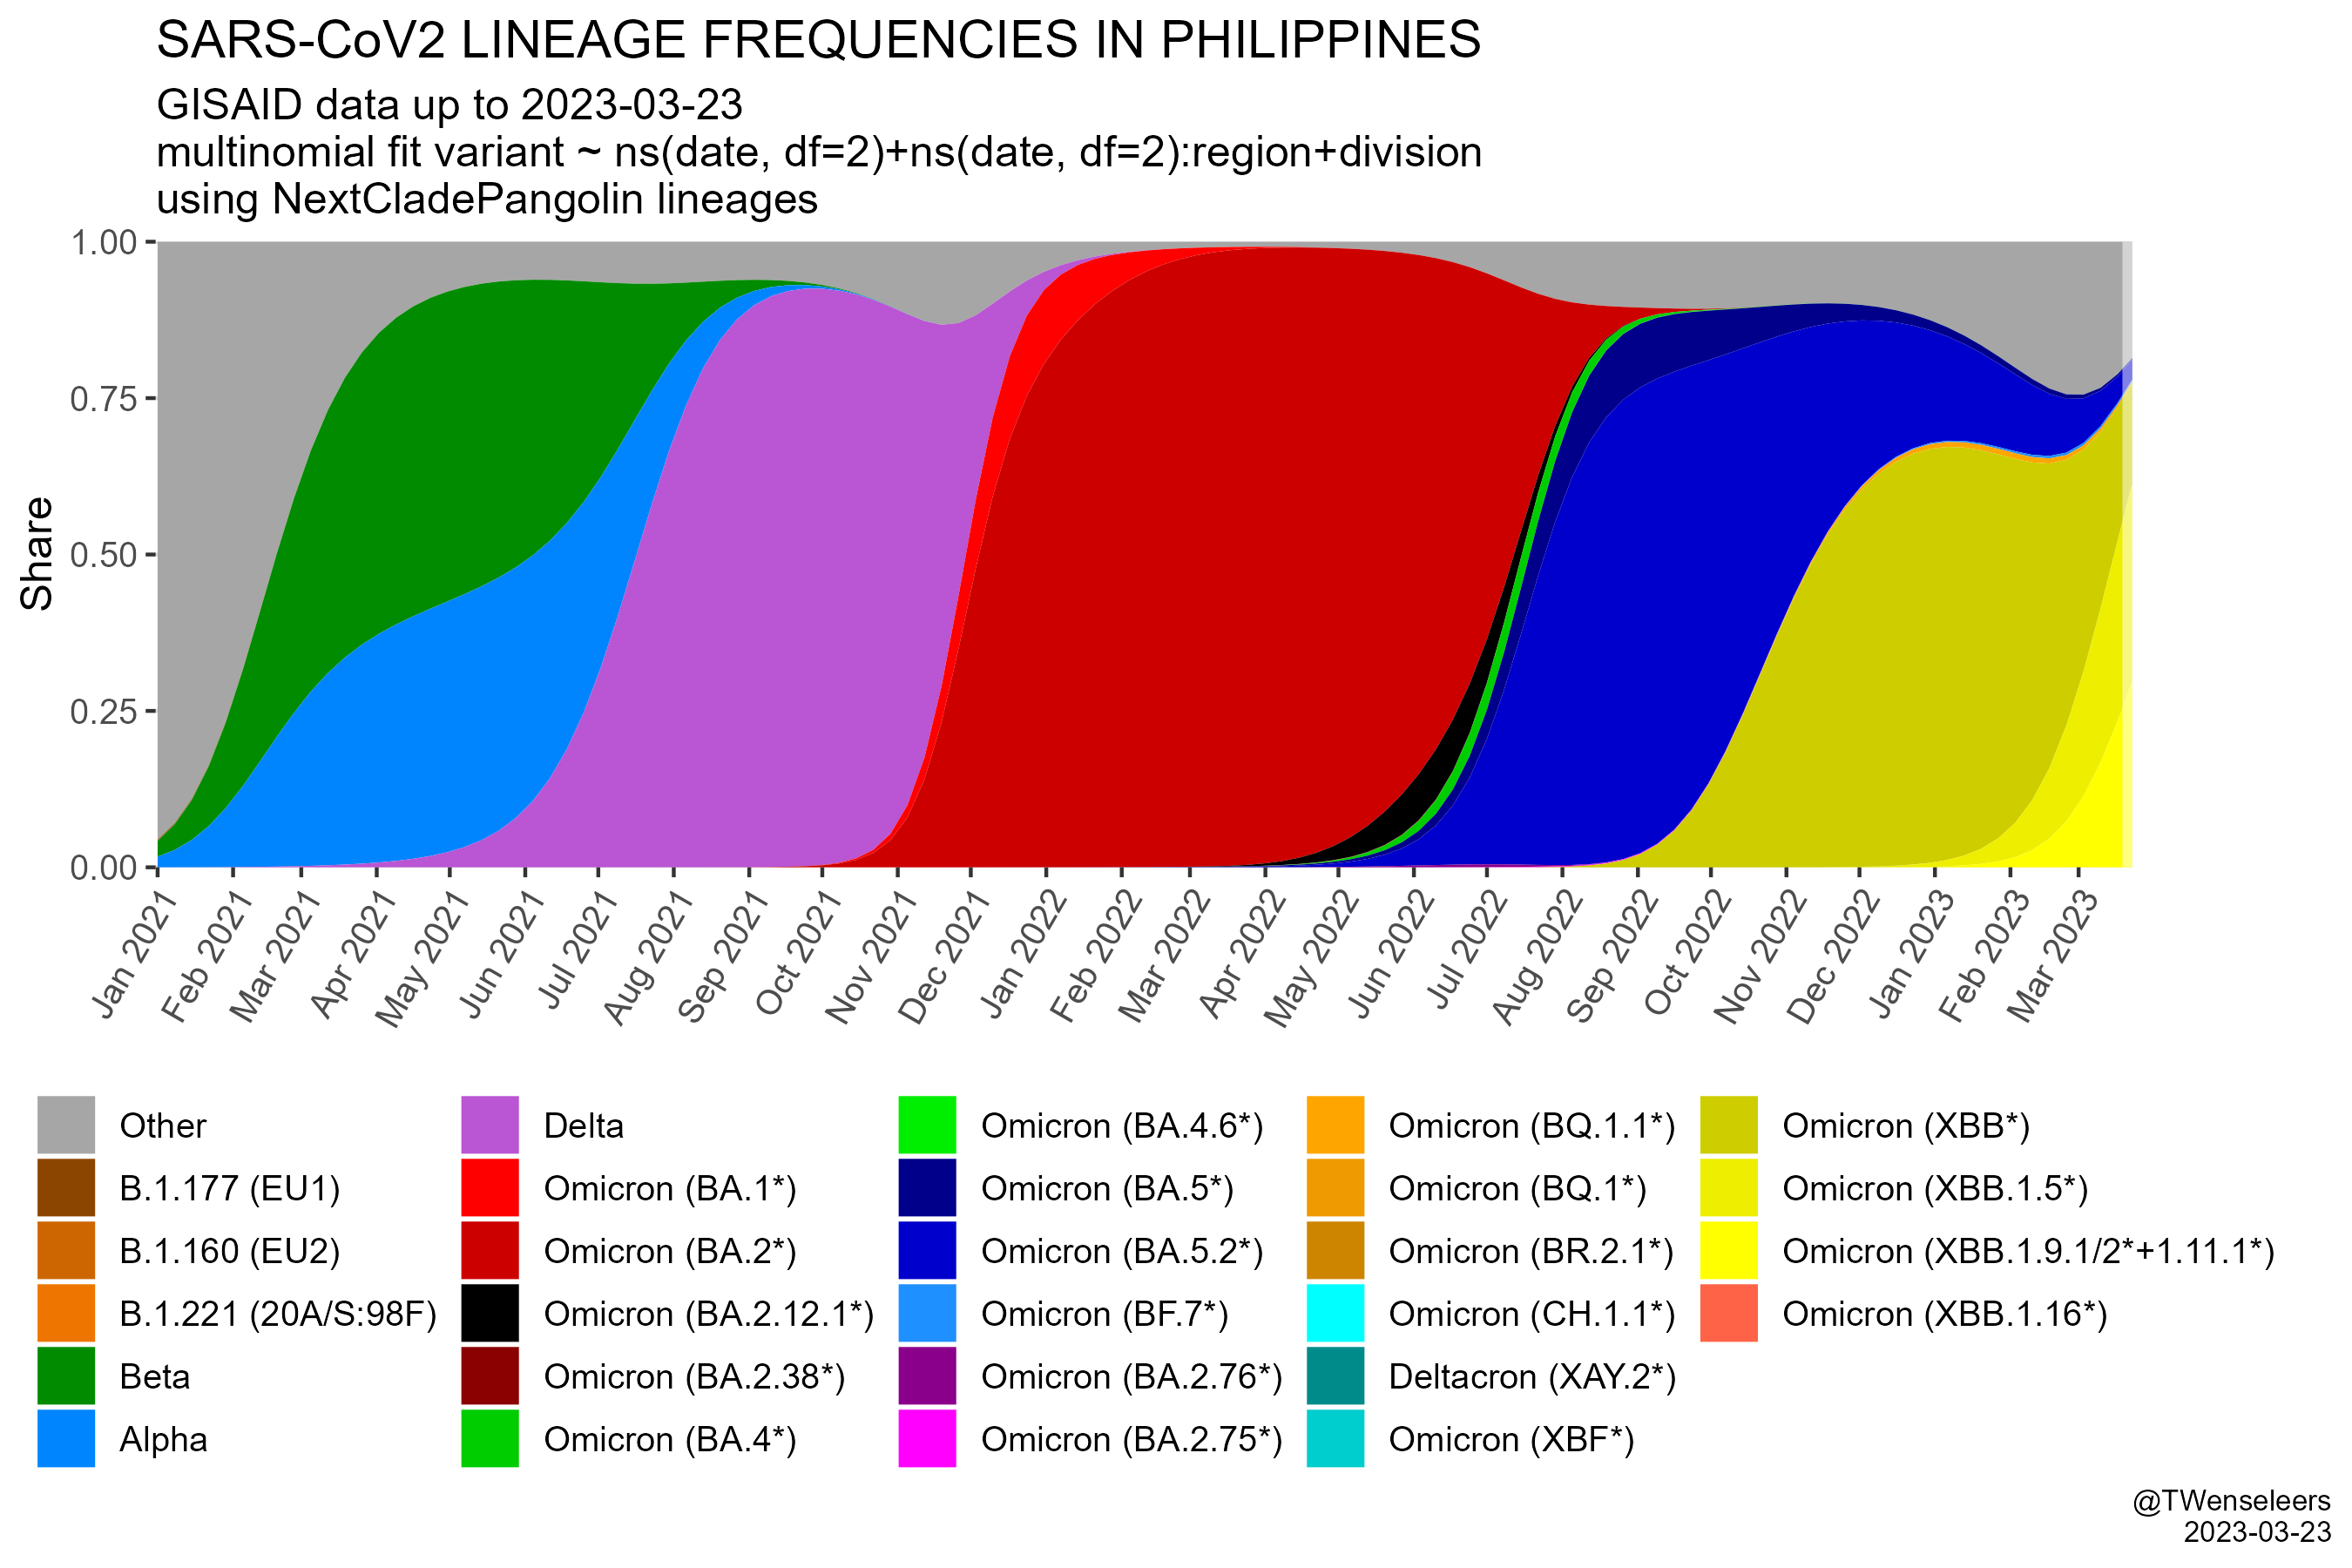 SARS-CoV2 LINEAGE FREQUENCIES IN PHILIPPINES
GISAID data up to 2023-03-23
multinomial fit variant ~ ns(date, df=2)+ns(date, df=2):region+division
using NextCladePangolin lineages
Share
1.00
0.75
0.50
0.25
0.00
Jan 2021
Feb 2021
Mar 2021
Apr 2021
May 2021
Jun 2021
Jul 2021
Aug 2021
Sep 2021
Oct 2021
Nov 2021
Dec 2021
Jan 2022
Feb 2022
Mar 2022
Apr 2022
May 2022
Jun 2022
Jul 2022
Aug 2022
Sep 2022
Oct 2022
Nov 2022
Dec 2022
Jan 2023
Feb 2023
Mar 2023
Other
B.1.177 (EU1)
B.1.160 (EU2)
B.1.221 (20A/S:98F)
Beta
Alpha
Delta
Omicron (BA.1*)
Omicron (BA.2*)
Omicron (BA.2.12.1*)
Omicron (BA.2.38*)
Omicron (BA.4*)
Omicron (BA.4.6*)
Omicron (BA.5*)
Omicron (BA.5.2*)
Omicron (BF.7*)
Omicron (BA.2.76*)
Omicron (BA.2.75*)
Omicron (BQ.1.1*)
Omicron (BQ.1*)
Omicron (BR.2.1*)
Omicron (CH.1.1*)
Deltacron (XAY.2*)
Omicron (XBF*)
Omicron (XBB*)
Omicron (XBB.1.5*)
Omicron (XBB.1.9.1/2*+1.11.1*)
Omicron (XBB.1.16*)
@TWenseleers
2023-03-23